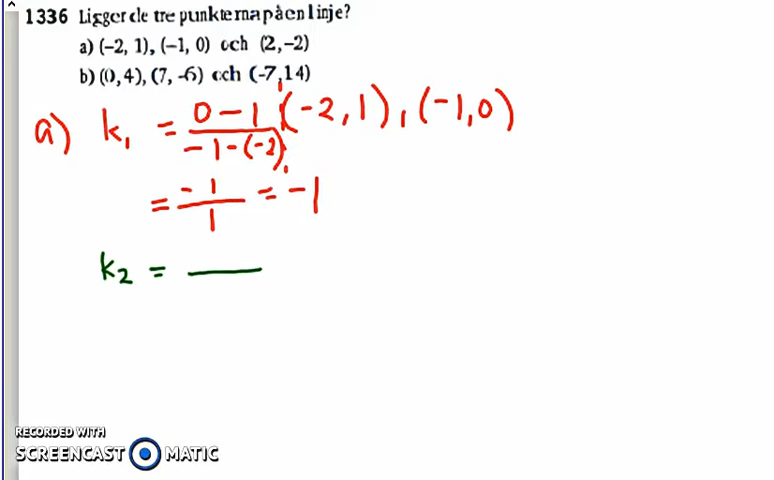 1336 Ligger de tre punkterna på en linje?
a) (-2, 1), (-1, 0) och (2,-2)
b) (0,4), (7, -6) och (-7,14)
a) k₁ = 0-1 / -1-(-2) (-2,1), (-1,0)
= -1 / 1 = -1
k₂ =
RECORDED WITH
SCREENCAST MATIC